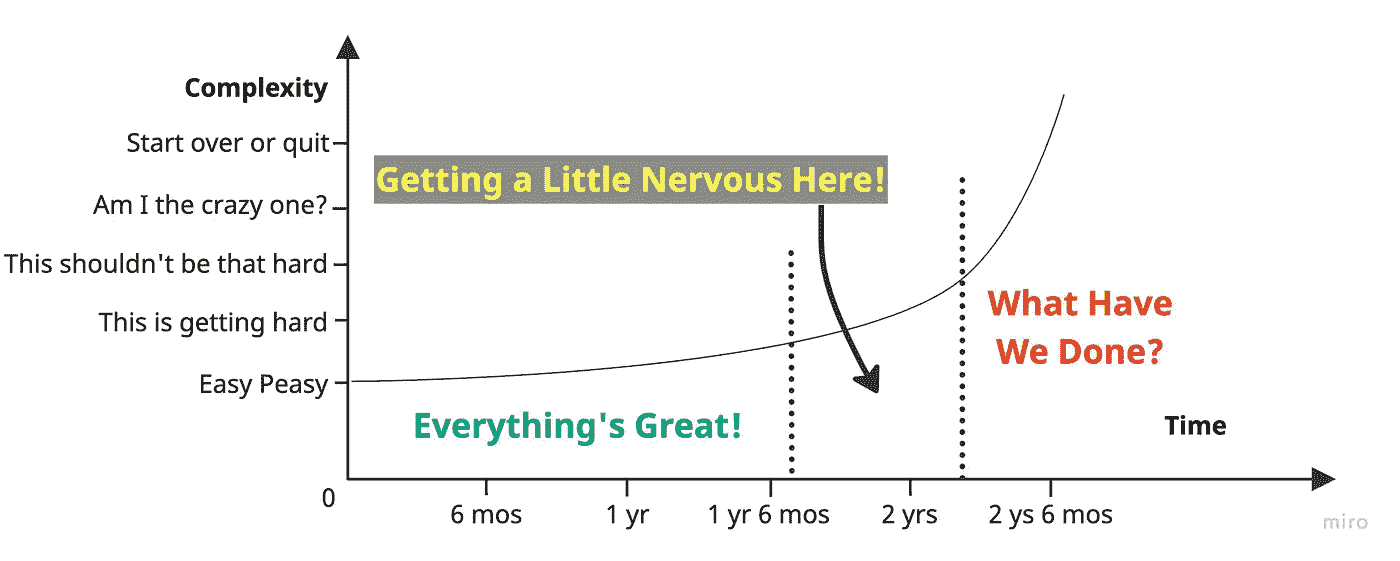 Complexity
Start over or quit
Am I the crazy one?
This shouldn't be that hard
This is getting hard
Easy Peasy
0
Getting a Little Nervous Here!
Everything's Great!
What Have
We Done?
Time
6 mos
1 yr
1 yr 6 mos
2 yrs
2 ys 6 mos
miro